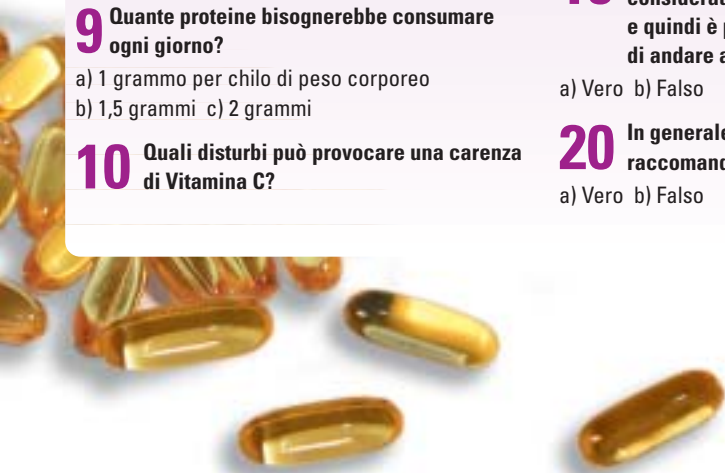 9 Quante proteine bisognerebbe consumare
ogni giorno?
a) 1 grammo per chilo di peso corporeo
b) 1,5 grammi c) 2 grammi
10 Quali disturbi può provocare una carenza
di Vitamina C?
e quindi è
di andare
a) Vero b) Falso
20 In generale
raccomand
a) Vero b) Falso